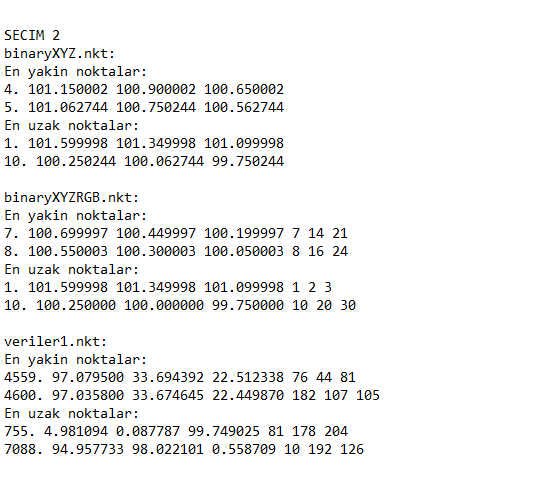 SECIM 2
binaryXYZ.nkt:
En yakin noktalar:
4. 101.150002 100.900002 100.650002
5. 101.062744 100.750244 100.562744
En uzak noktalar:
1. 101.599998 101.349998 101.099998
10. 100.250244 100.062744 99.750244
binaryXYZRGB.nkt:
En yakin noktalar:
7. 100.699997 100.449997 100.199997 7 14 21
8. 100.550003 100.300003 100.050003 8 16 24
En uzak noktalar:
1. 101.599998 101.349998 101.099998 1 2 3
10. 100.250000 100.000000 99.750000 10 20 30
veriler1.nkt:
En yakin noktalar:
4559. 97.079500 33.694392 22.512338 76 44 81
4600. 97.035800 33.674645 22.449870 182 107 105
En uzak noktalar:
755. 4.981094 0.087787 99.749025 81 178 204
7088. 94.957733 98.022101 0.558709 10 192 126